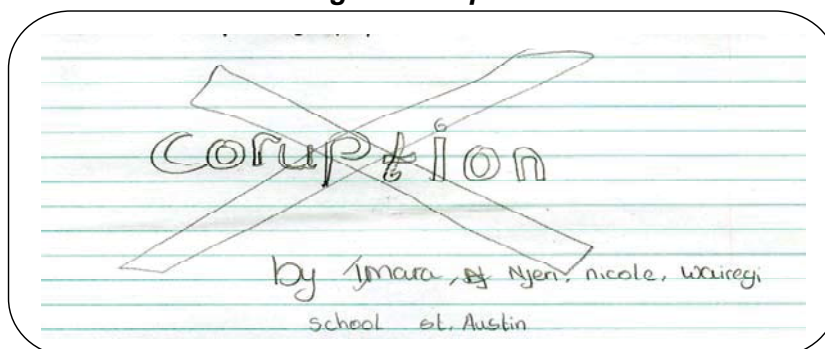 Coruption
by Imara, Njeri, nicole, wairegi
school st. Austin